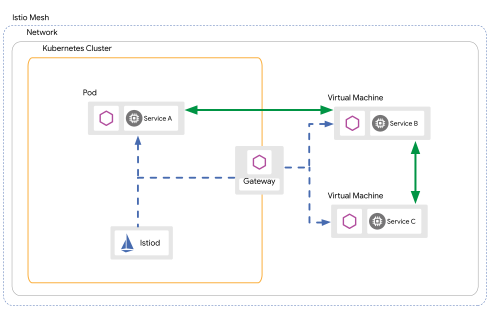 Istio Mesh
Network
Kubernetes Cluster
Pod
Service A
Virtual Machine
Service B
Gateway
Virtual Machine
Service C
Istiod